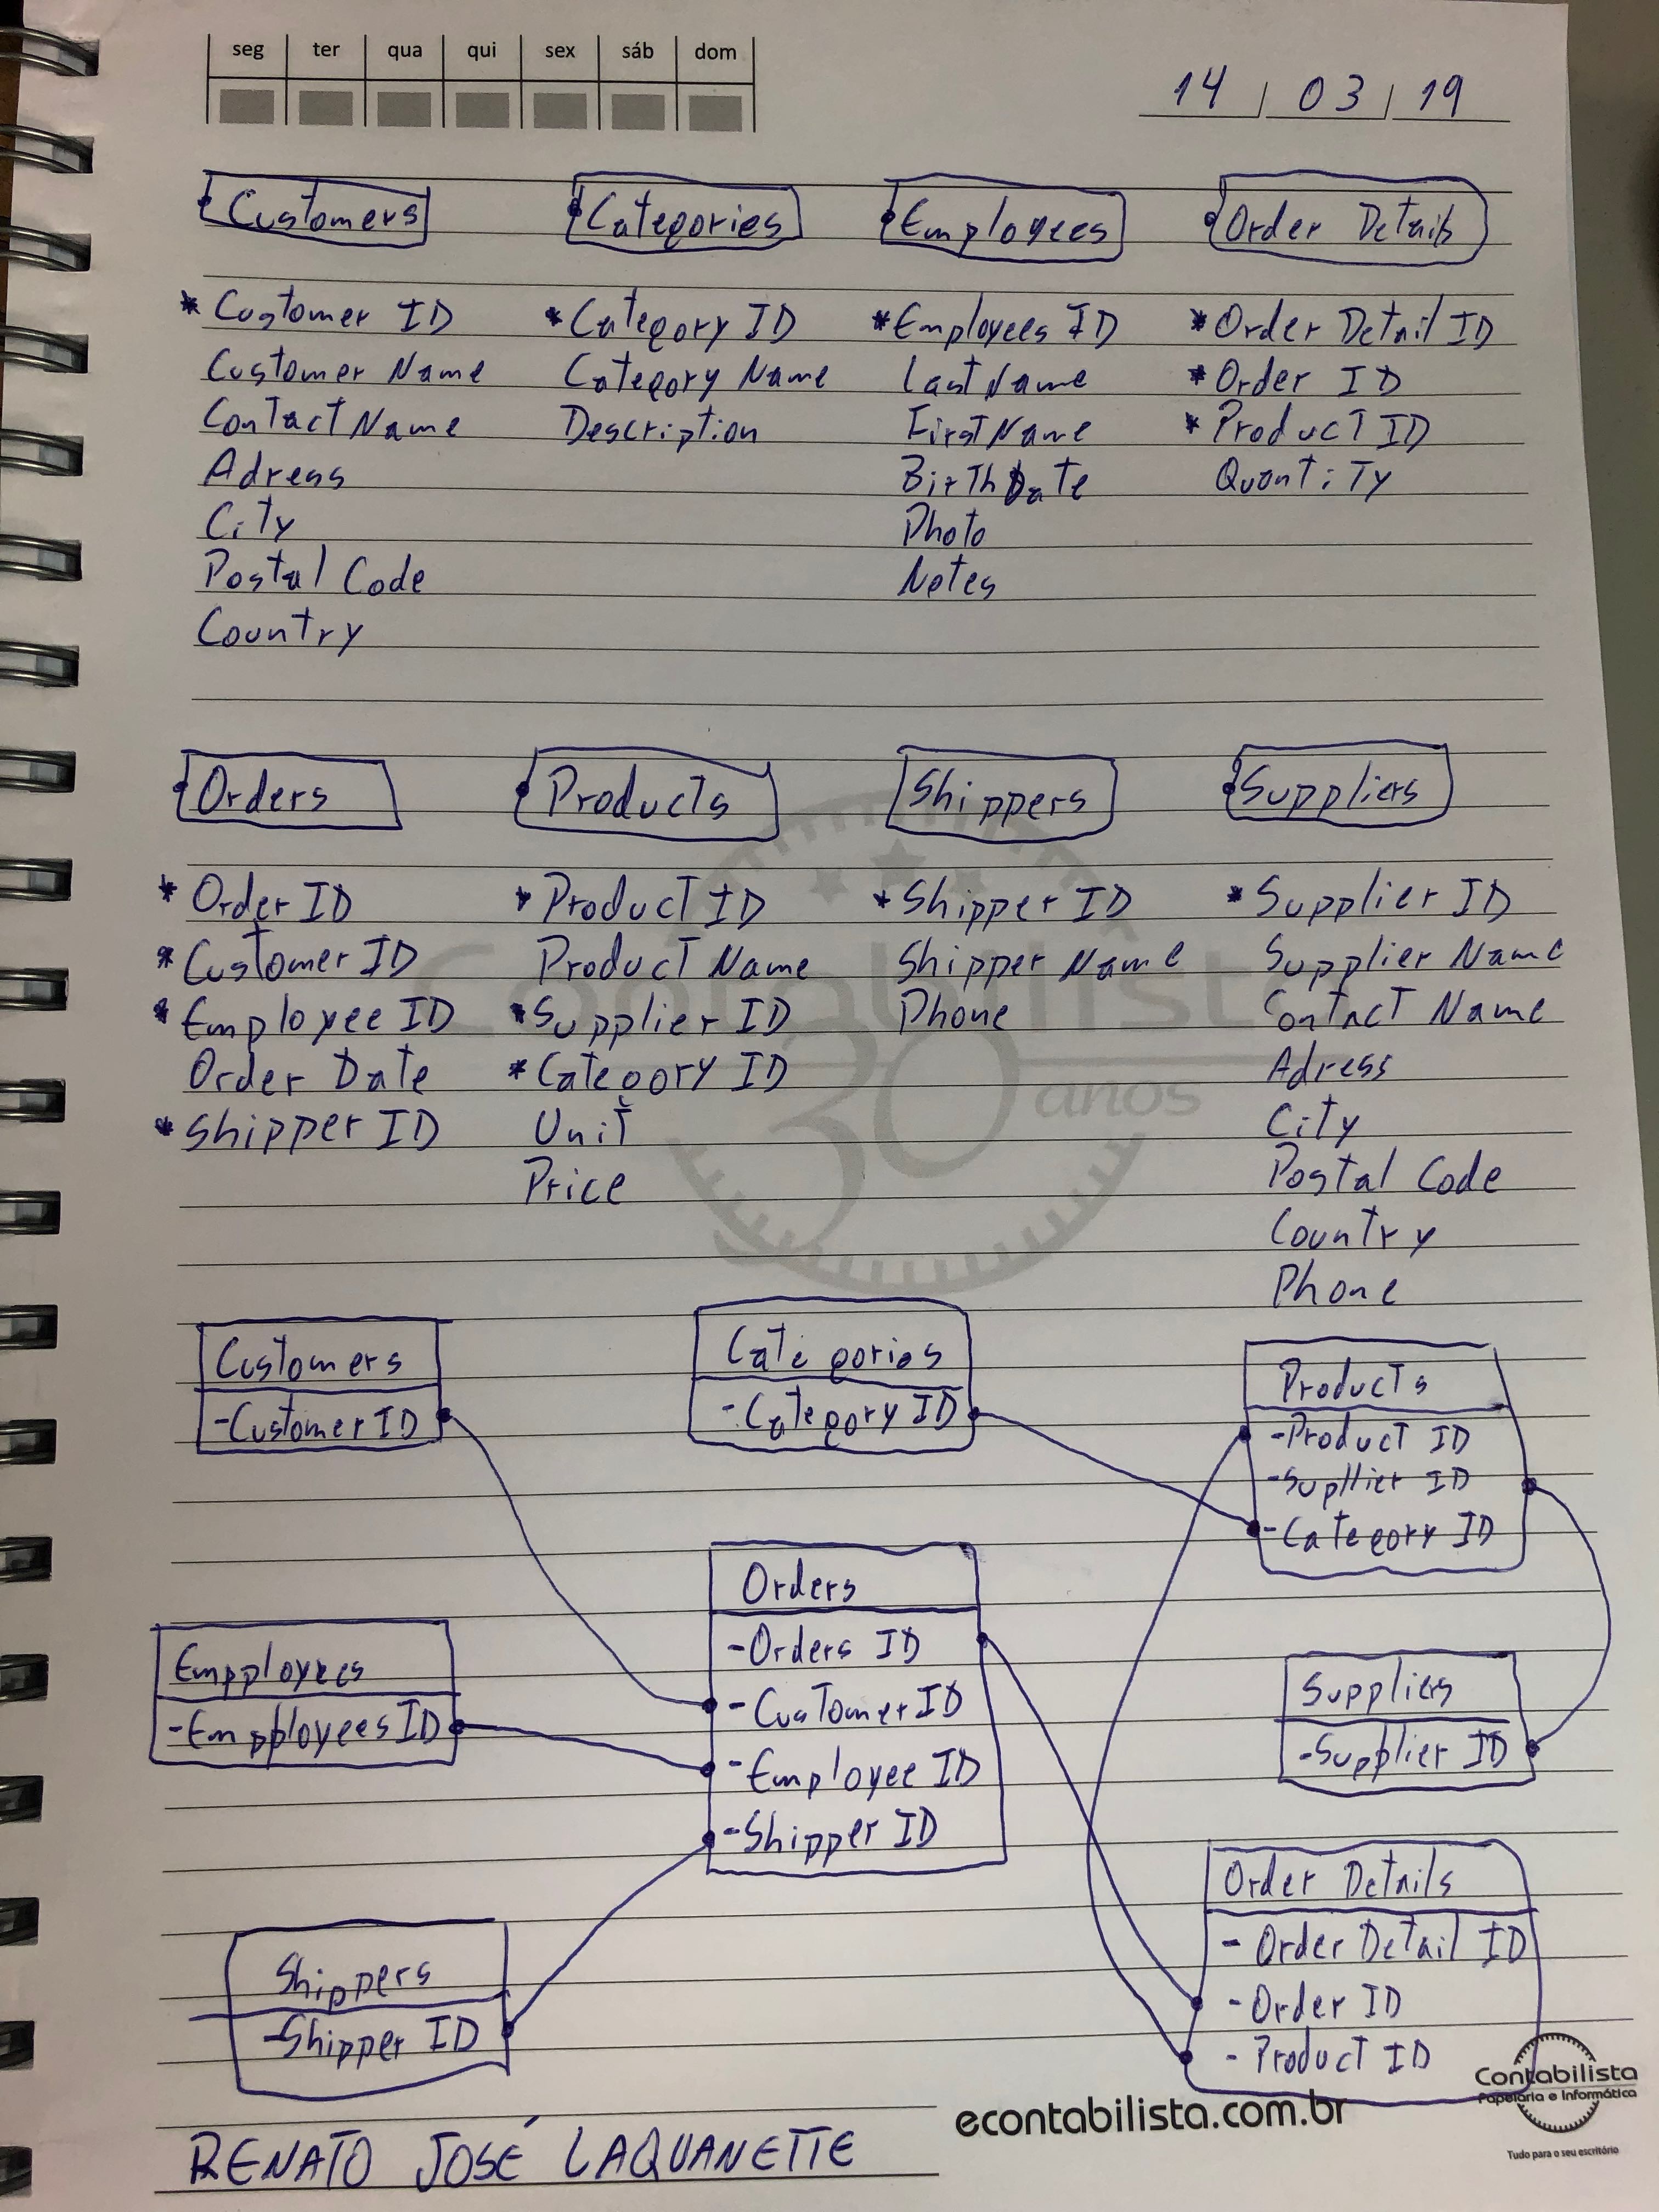 seg ter qua qui sex sáb dom
14 | 03 | 19
Customers Categories Employees Order Details
* Customer ID * Category ID * Employees ID * Order Detail ID
Customer Name Category Name Last Name * Order ID
Contact Name Description First Name * Product ID
Adress Birth Date Quantity
City Photo
Postal Code Notes
Country
Orders Products Shippers Suppliers
* Order ID * Product ID * Shipper ID * Supplier ID
* Customer ID Product Name Shipper Name Supplier Name
* Employee ID * Supplier ID Phone Contact Name
Order Date * Category ID Adress
* Shipper ID Unit City
Price Postal Code
Country
Phone
Contabilista
30 anos
Customers
- Customer ID
Categories
- Category ID
Products
- Product ID
- Supllier ID
- Category ID
Orders
- Orders ID
- Customer ID
- Employee ID
- Shipper ID
Empployees
- Empployees ID
Suppliers
- Supplier ID
Shippers
- Shipper ID
Order Details
- Order Detail ID
- Order ID
- Product ID
RENATO JOSÉ LAQUANETTE
econtabilista.com.br
Contabilista
Papelaria e Informática
Tudo para o seu escritório